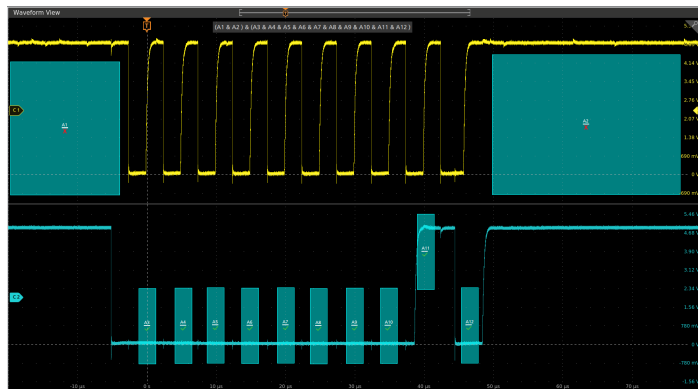 Waveform View
(A1 & A2 ) & (A3 & A4 & A5 & A6 & A7 & A8 & A9 & A10 & A11 & A12 )
T
T
4.14 V
3.45 V
2.76 V
2.07 V
1.38 V
690 mV
0 V
690 mV
C 1
A1
A2
5.46 V
4.68 V
3.90 V
3.12 V
2.34 V
1.56 V
780 mV
0 V
-780 mV
-1.56 V
C 2
A11
A3
A4
A5
A6
A7
A8
A9
A10
A12
-10 µs
0 s
10 µs
20 µs
30 µs
40 µs
50 µs
60 µs
70 µs